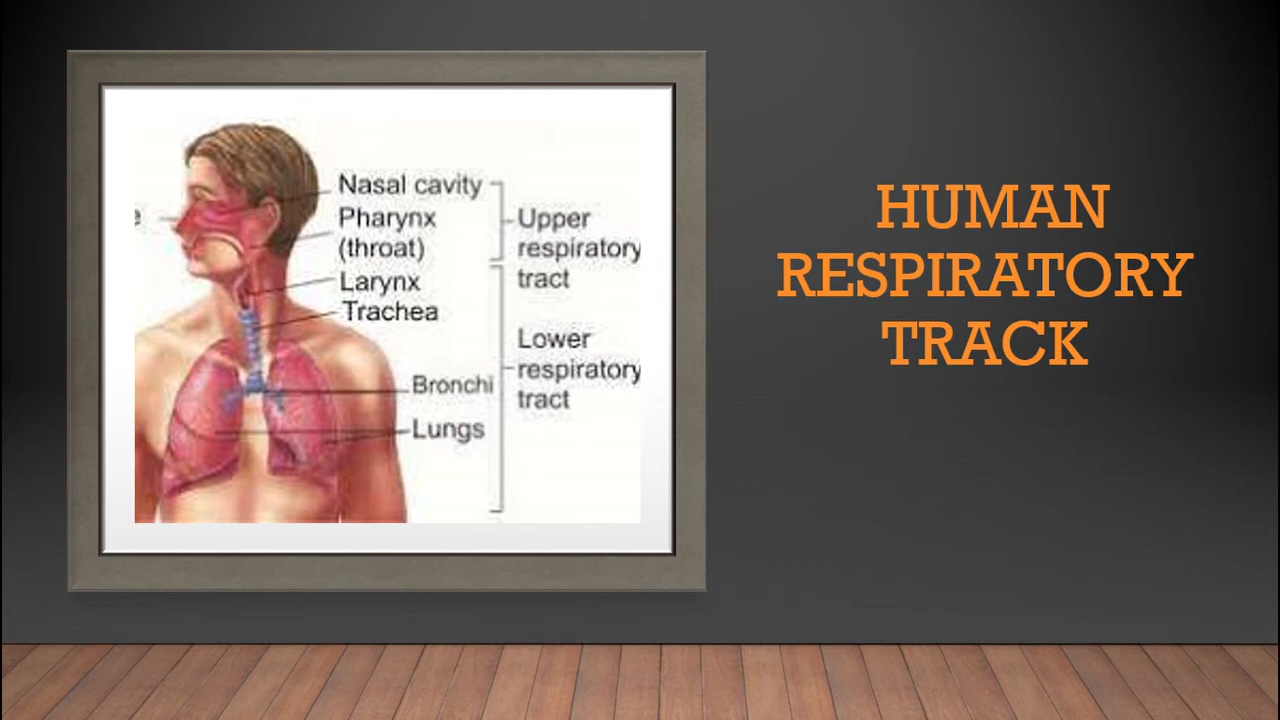 Nasal cavity
Pharynx
(throat)
Larynx
Trachea
Bronchi
Lungs
Upper
respiratory
tract
Lower
respiratory
tract
HUMAN
RESPIRATORY
TRACK